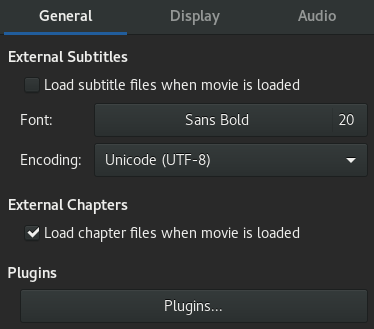 General Display Audio
External Subtitles
Load subtitle files when movie is loaded
Font: Sans Bold 20
Encoding: Unicode (UTF-8)
External Chapters
Load chapter files when movie is loaded
Plugins
Plugins...